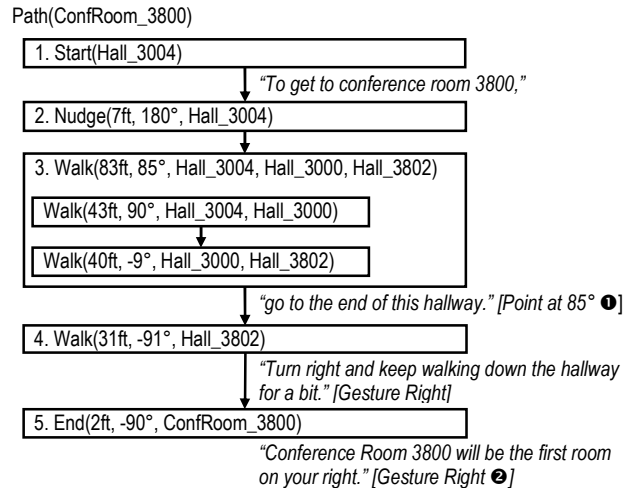 Path(ConfRoom_3800)
1. Start(Hall_3004)
“To get to conference room 3800,”
2. Nudge(7ft, 180°, Hall_3004)
3. Walk(83ft, 85°, Hall_3004, Hall_3000, Hall_3802)
Walk(43ft, 90°, Hall_3004, Hall_3000)
Walk(40ft, -9°, Hall_3000, Hall_3802)
“go to the end of this hallway.” [Point at 85° ❶]
4. Walk(31ft, -91°, Hall_3802)
“Turn right and keep walking down the hallway
for a bit.” [Gesture Right]
5. End(2ft, -90°, ConfRoom_3800)
“Conference Room 3800 will be the first room
on your right.” [Gesture Right ❷]